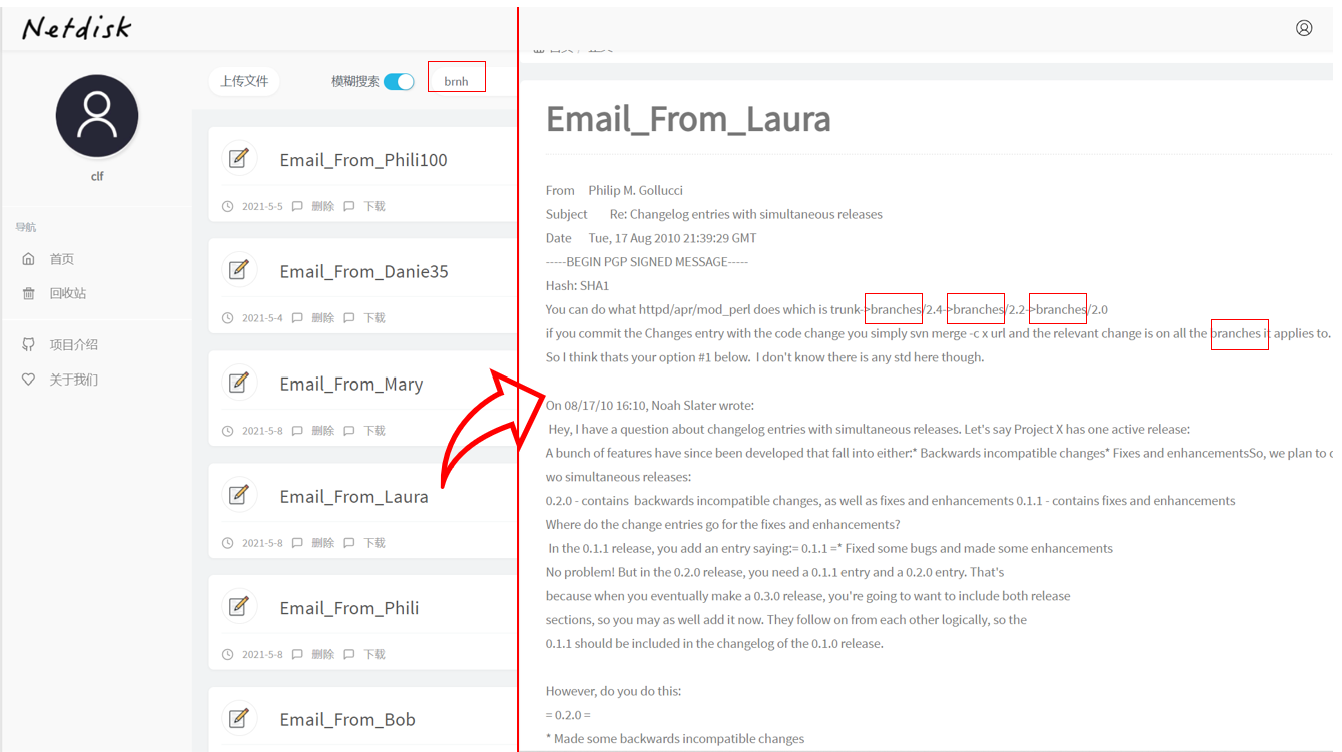 Netdisk
clf
导航
首页
回收站
项目介绍
关于我们
上传文件 模糊搜索 brnh
Email_From_Phili100
2021-5-5 删除 下载
Email_From_Danie35
2021-5-4 删除 下载
Email_From_Mary
2021-5-8 删除 下载
Email_From_Laura
2021-5-8 删除 下载
Email_From_Phili
2021-5-8 删除 下载
Email_From_Bob
Email_From_Laura
From Philip M. Gollucci
Subject Re: Changelog entries with simultaneous releases
Date Tue, 17 Aug 2010 21:39:29 GMT
-----BEGIN PGP SIGNED MESSAGE-----
Hash: SHA1
You can do what httpd/apr/mod_perl does which is trunk->branches/2.4->branches/2.2->branches/2.0
if you commit the Changes entry with the code change you simply svn merge -c x url and the relevant change is on all the branches it applies to.
So I think thats your option #1 below. I don't know there is any std here though.
On 08/17/10 16:10, Noah Slater wrote:
Hey, I have a question about changelog entries with simultaneous releases. Let's say Project X has one active release:
A bunch of features have since been developed that fall into either:* Backwards incompatible changes* Fixes and enhancementsSo, we plan to
wo simultaneous releases:
0.2.0 - contains backwards incompatible changes, as well as fixes and enhancements 0.1.1 - contains fixes and enhancements
Where do the change entries go for the fixes and enhancements?
In the 0.1.1 release, you add an entry saying:= 0.1.1 =* Fixed some bugs and made some enhancements
No problem! But in the 0.2.0 release, you need a 0.1.1 entry and a 0.2.0 entry. That's
because when you eventually make a 0.3.0 release, you're going to want to include both release
sections, so you may as well add it now. They follow on from each other logically, so the
0.1.1 should be included in the changelog of the 0.1.0 release.
However, do you do this:
= 0.2.0 =
* Made some backwards incompatible changes